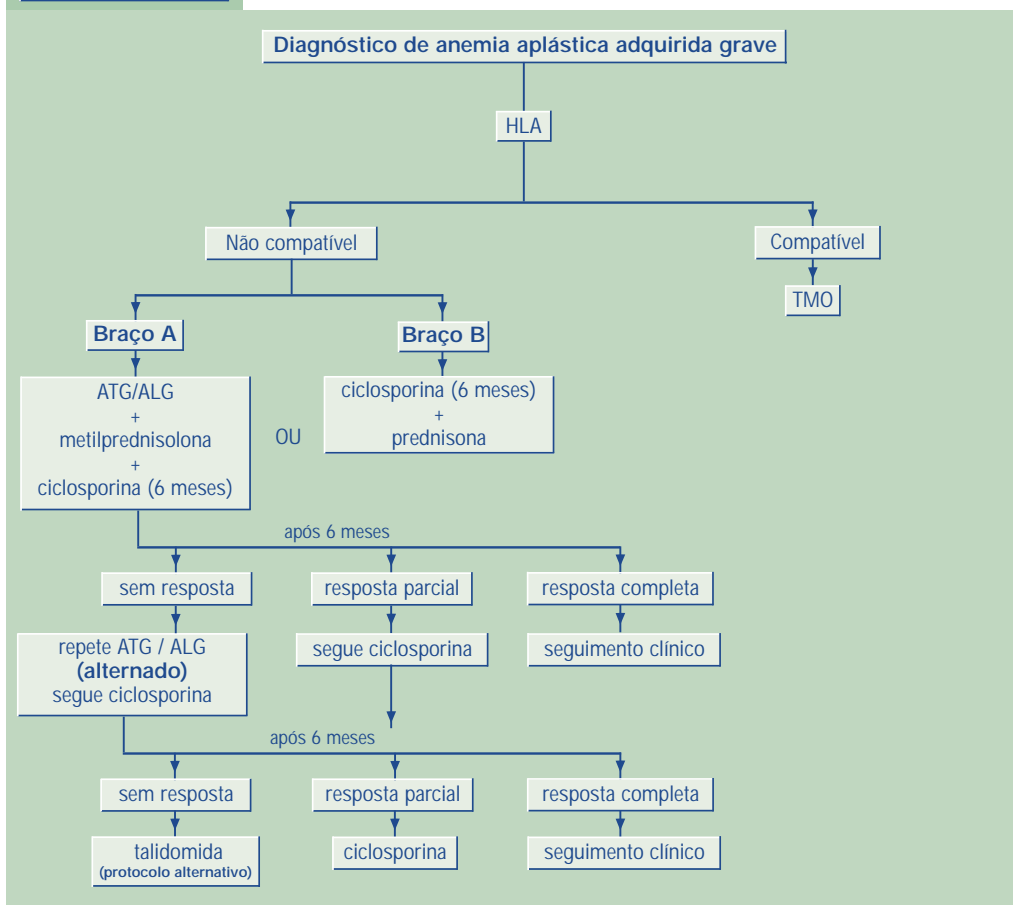 Diagnóstico de anemia aplástica adquirida grave
HLA
Não compatível
Compatível
TMO
Braço A
Braço B
ATG/ALG
+
metilprednisolona
+
ciclosporina (6 meses)
OU
ciclosporina (6 meses)
+
prednisona
após 6 meses
sem resposta
resposta parcial
resposta completa
repete ATG / ALG
(alternado)
segue ciclosporina
segue ciclosporina
seguimento clínico
após 6 meses
sem resposta
resposta parcial
resposta completa
talidomida
(protocolo alternativo)
ciclosporina
seguimento clínico